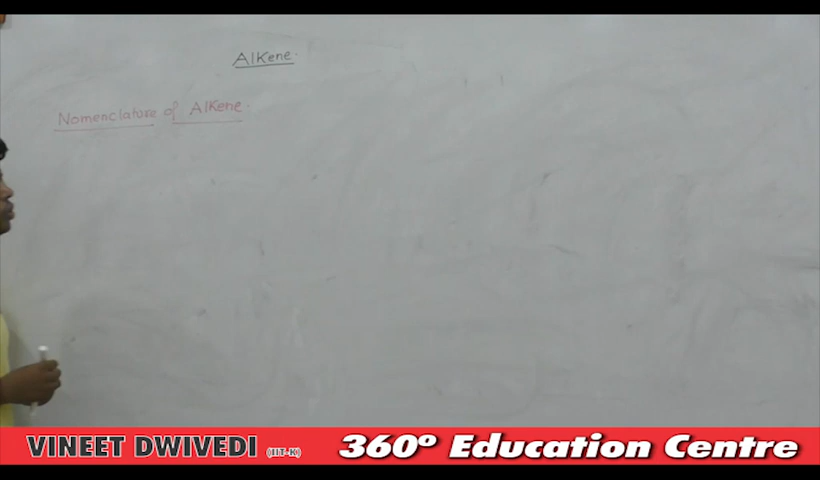 Alkene.
Nomenclature of Alkene.
VINEET DWIVEDI (IIT-K) 360º Education Centre